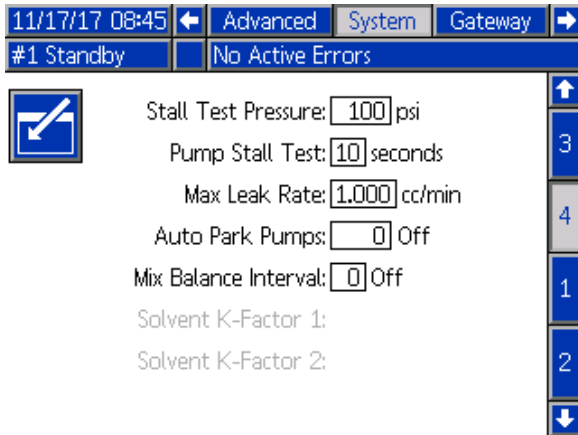 11/17/17 08:45 Advanced System Gateway
#1 Standby No Active Errors
Stall Test Pressure: 100 psi
3
Pump Stall Test: 10 seconds
Max Leak Rate: 1.000 cc/min
4
Auto Park Pumps: 0 Off
Mix Balance Interval: 0 Off
1
Solvent K-Factor 1:
Solvent K-Factor 2:
2